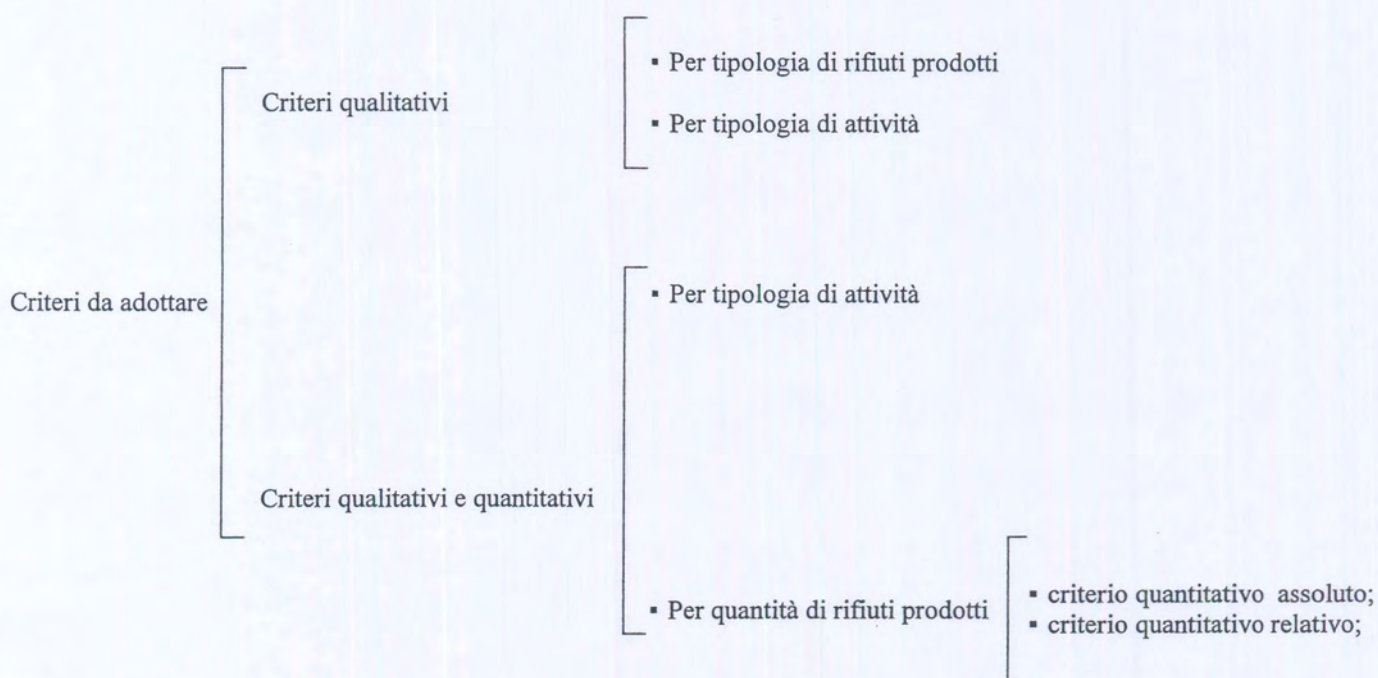 Criteri da adottare
Criteri qualitativi
▪ Per tipologia di rifiuti prodotti
▪ Per tipologia di attività
Criteri qualitativi e quantitativi
▪ Per tipologia di attività
▪ Per quantità di rifiuti prodotti
▪ criterio quantitativo assoluto;
▪ criterio quantitativo relativo;